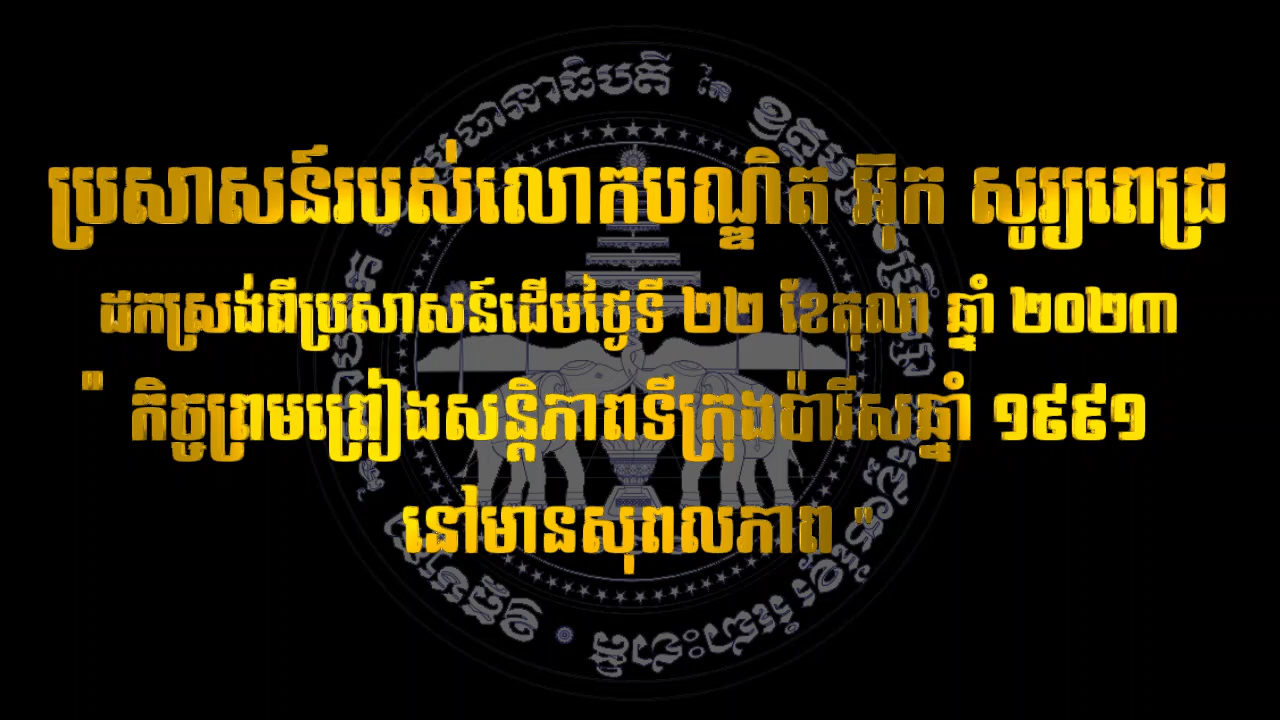 ប្រសាសន៍របស់លោកបណ្ឌិត អ៊ុក សូរ្យពេជ្រ
ដកស្រង់ពីប្រសាសន៍ដើមថ្ងៃទី ២២ ខែតុលា ឆ្នាំ ២០២៣
" កិច្ចព្រមព្រៀងសន្តិភាពទីក្រុងប៉ារីសឆ្នាំ ១៩៩១
នៅមានសុពលភាព "